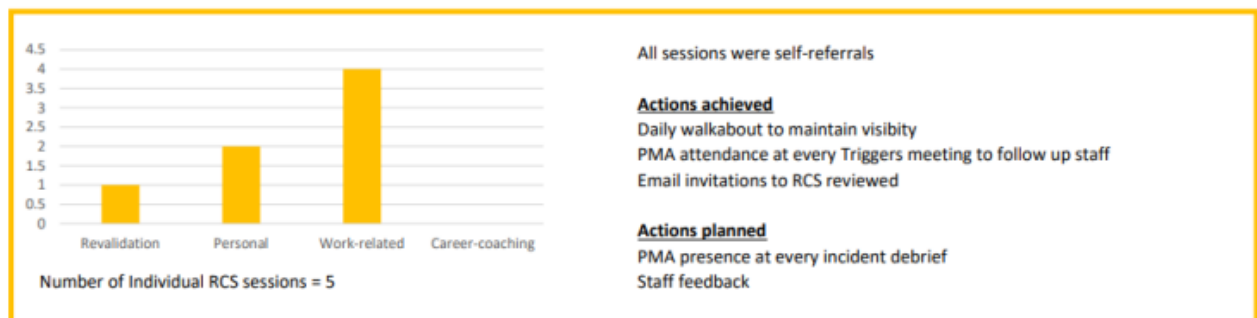 4.5
4
3.5
3
2.5
2
1.5
1
0.5
0
Revalidation Personal Work-related Career-coaching
Number of Individual RCS sessions = 5
All sessions were self-referrals
Actions achieved
Daily walkabout to maintain visibity
PMA attendance at every Triggers meeting to follow up staff
Email invitations to RCS reviewed
Actions planned
PMA presence at every incident debrief
Staff feedback